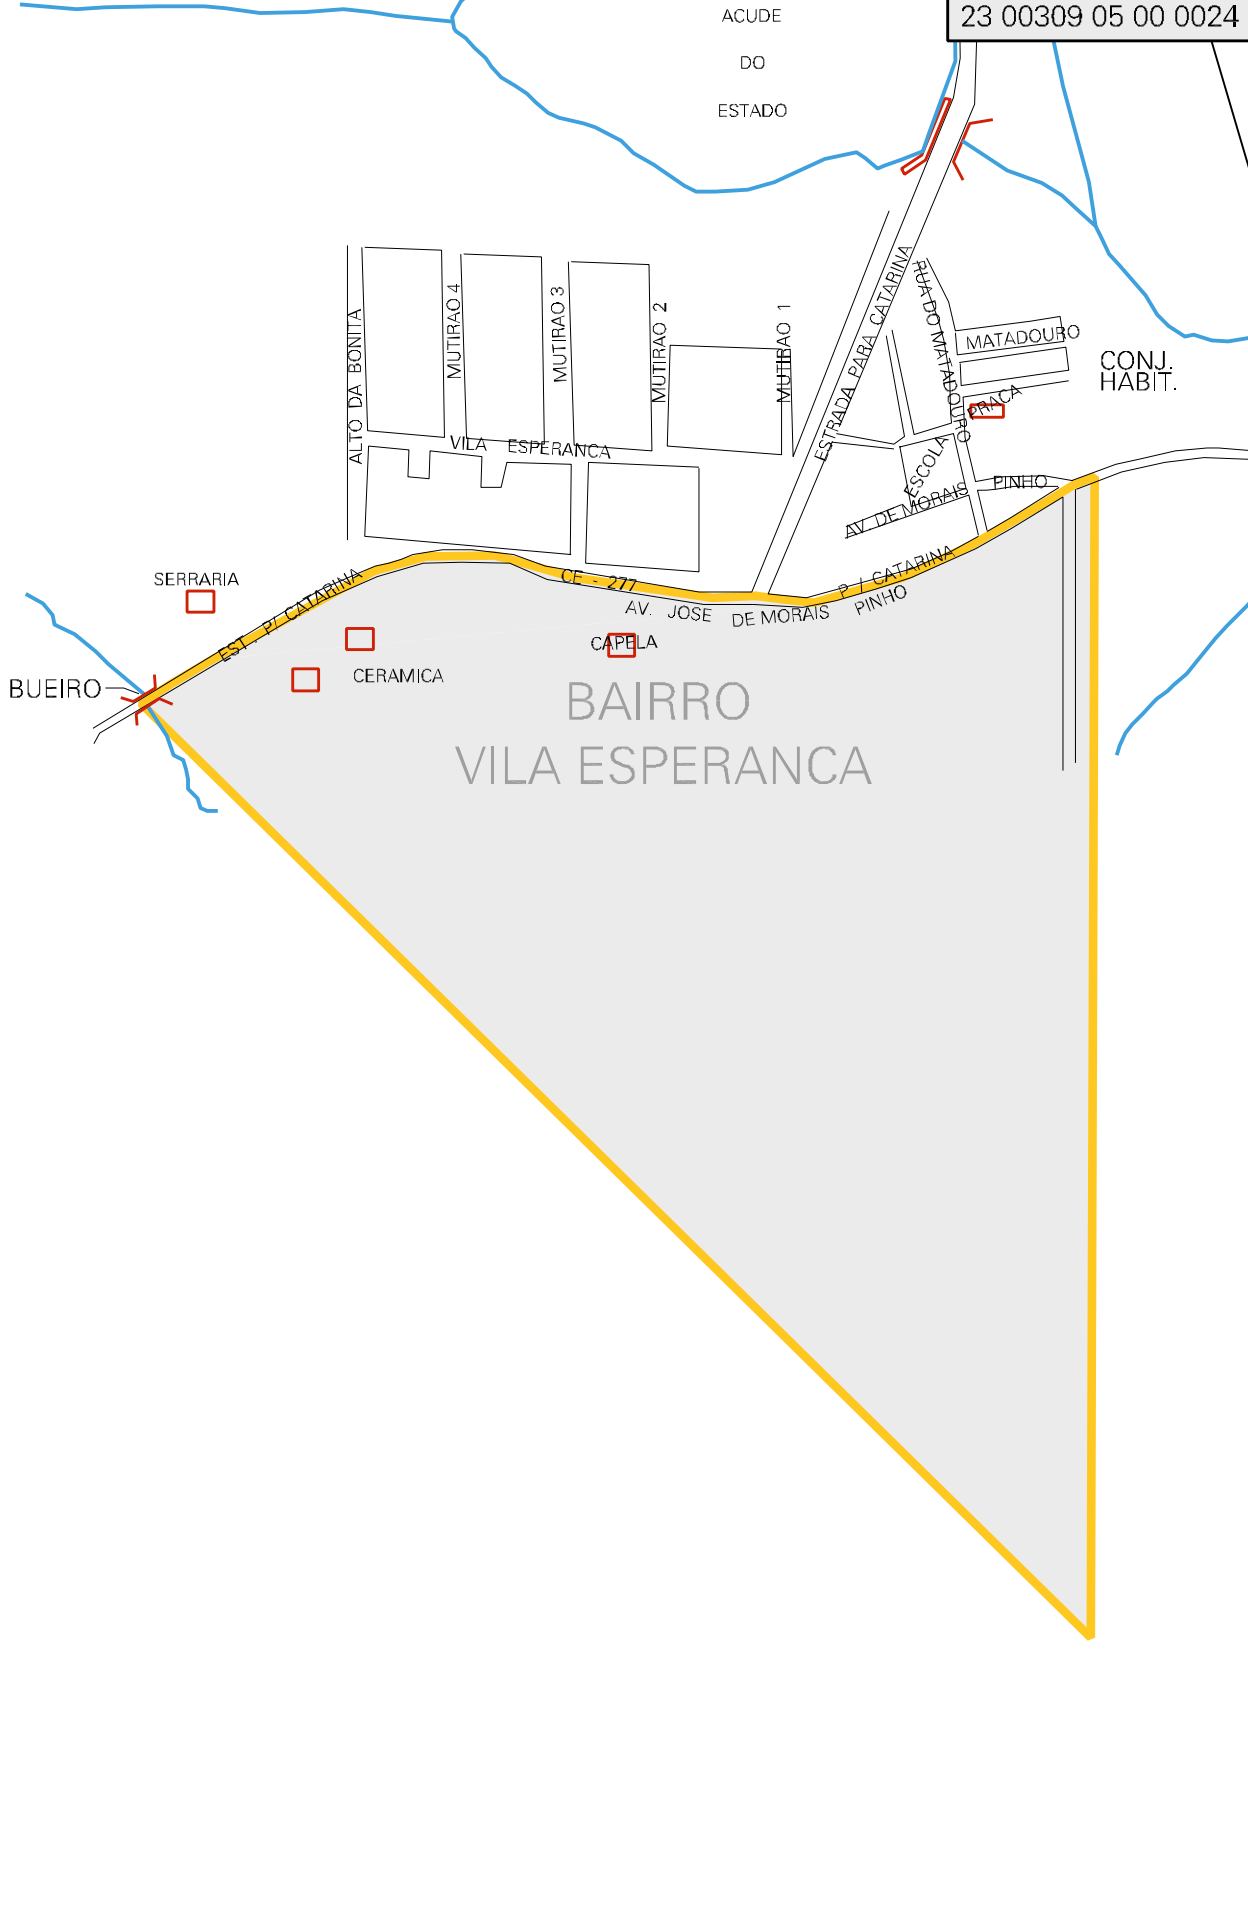 23 00309 05 00 0024
ACUDE
DO
ESTADO
ALTO DA BONITA
MUTIRAO 4
MUTIRAO 3
MUTIRAO 2
MUTIRAO 1
ESTRADA PARA CATARINA
RUA DO MATADOURO
MATADOURO
CONJ.
HABIT.
PRACA
VILA ESPERANCA
ESCOLA
AV. DE MORAIS PINHO
SERRARIA
EST. P/ CATARINA
CE - 277
P / CATARINA
AV. JOSE DE MORAIS PINHO
CAPELA
CERAMICA
BUEIRO
BAIRRO
VILA ESPERANCA